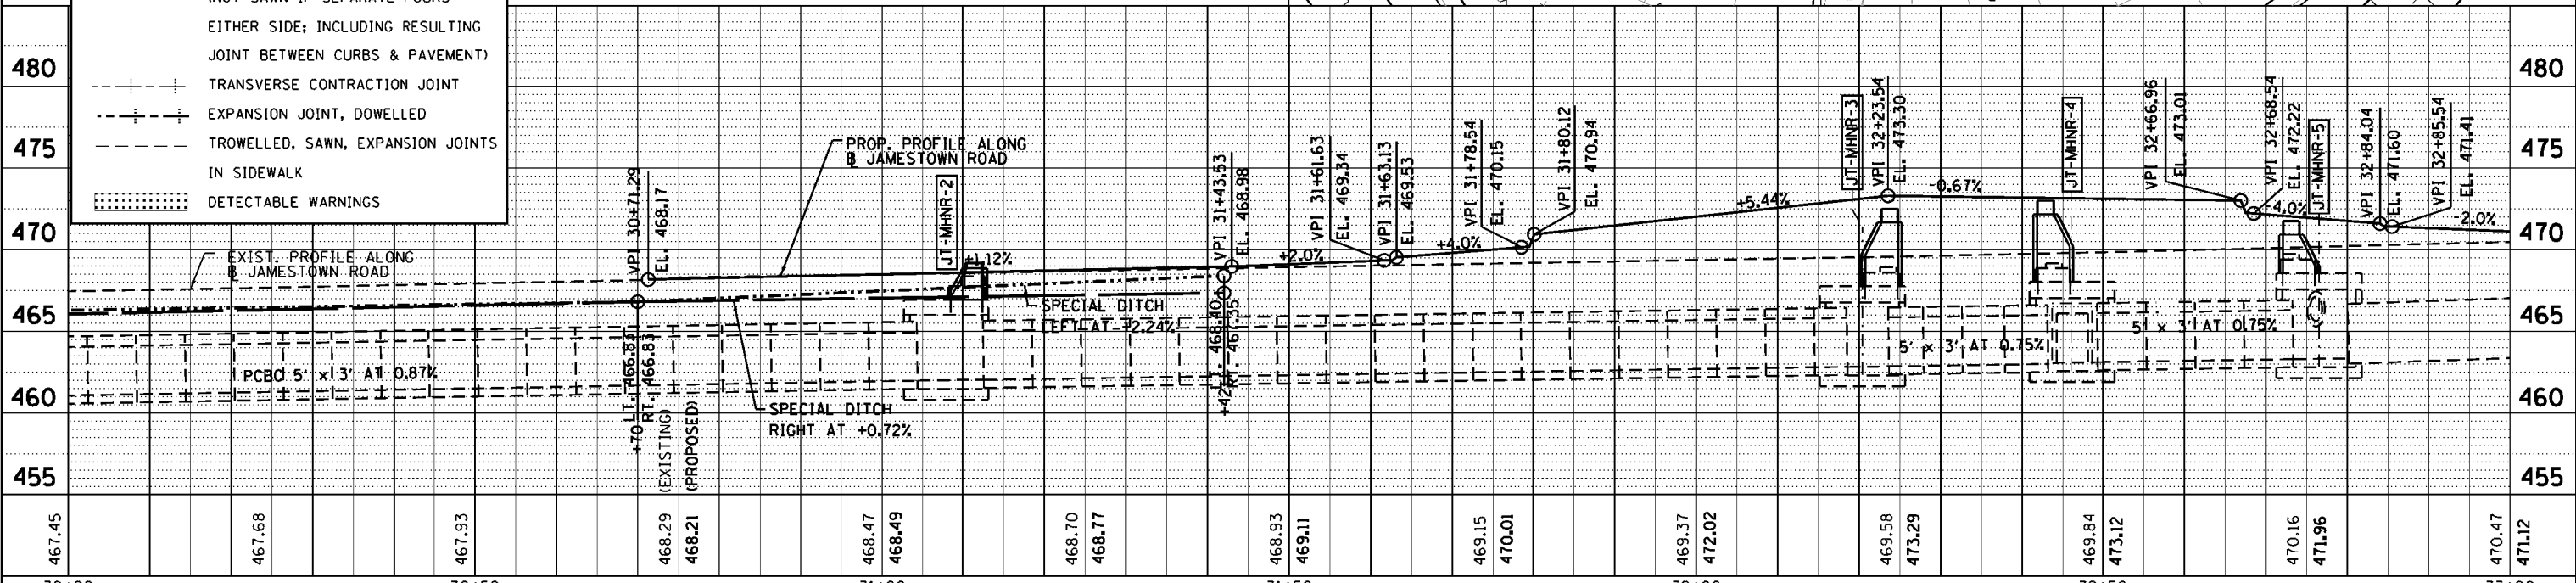 EITHER SIDE; INCLUDING RESULTING
JOINT BETWEEN CURBS & PAVEMENT)
TRANSVERSE CONTRACTION JOINT
EXPANSION JOINT, DOWELLED
TROWELLED, SAWN, EXPANSION JOINTS
IN SIDEWALK
DETECTABLE WARNINGS
480
475
470
465
460
455
480
475
470
465
460
455
EXIST. PROFILE ALONG
JAMESTOWN ROAD
PROP. PROFILE ALONG
JAMESTOWN ROAD
VPI 30+71.29
EL. 468.17
JT-MHNR-2
+1.12%
VPI 31+43.53
EL. 468.98
+2.0%
VPI 31+61.63
EL. 469.34
VPI 31+63.13
EL. 469.53
+4.0%
VPI 31+78.54
EL. 470.15
VPI 31+80.12
EL. 470.94
+5.44%
JT-MHNR-3
VPI 32+23.54
EL. 473.30
-0.67%
JT-MHNR-4
VPI 32+66.96
EL. 473.01
VPI 32+68.54
EL. 472.22
-4.0%
JT-MHNR-5
VPI 32+84.04
EL. 471.60
VPI 32+85.54
EL. 471.41
-2.0%
SPECIAL DITCH
LEFT AT +2.24%
PCBC 5' x 3' AT 0.87%
5' x 3' AT 0.75%
5' x 3' AT 0.75%
+70 LT. 466.83
RT. 466.83
LT. 468.40
SPECIAL DITCH
RIGHT AT +0.72%
(EXISTING)
(PROPOSED)
467.45
467.68
467.93
468.29
468.21
468.47
468.49
468.70
468.77
468.93
469.11
469.15
470.01
469.37
472.02
469.58
473.29
469.84
473.12
470.16
471.96
470.47
471.12